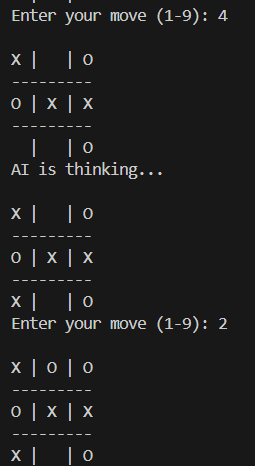 Enter your move (1-9): 4
X |   | O
---------
O | X | X
---------
  |   | O
AI is thinking...
X |   | O
---------
O | X | X
---------
X |   | O
Enter your move (1-9): 2
X | O | O
---------
O | X | X
---------
X |   | O